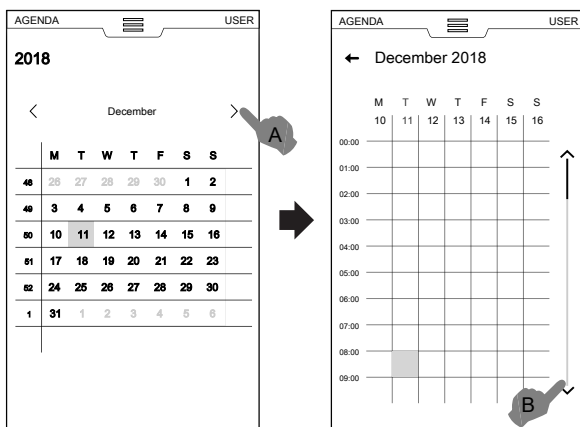 AGENDA USER
2018
December
A
M T W T F S S
48 26 27 28 29 30 1 2
49 3 4 5 6 7 8 9
50 10 11 12 13 14 15 16
51 17 18 19 20 21 22 23
52 24 25 26 27 28 29 30
1 31 1 2 3 4 5 6
AGENDA USER
December 2018
M T W T F S S
10 11 12 13 14 15 16
00:00
01:00
02:00
03:00
04:00
05:00
06:00
07:00
08:00
09:00
B